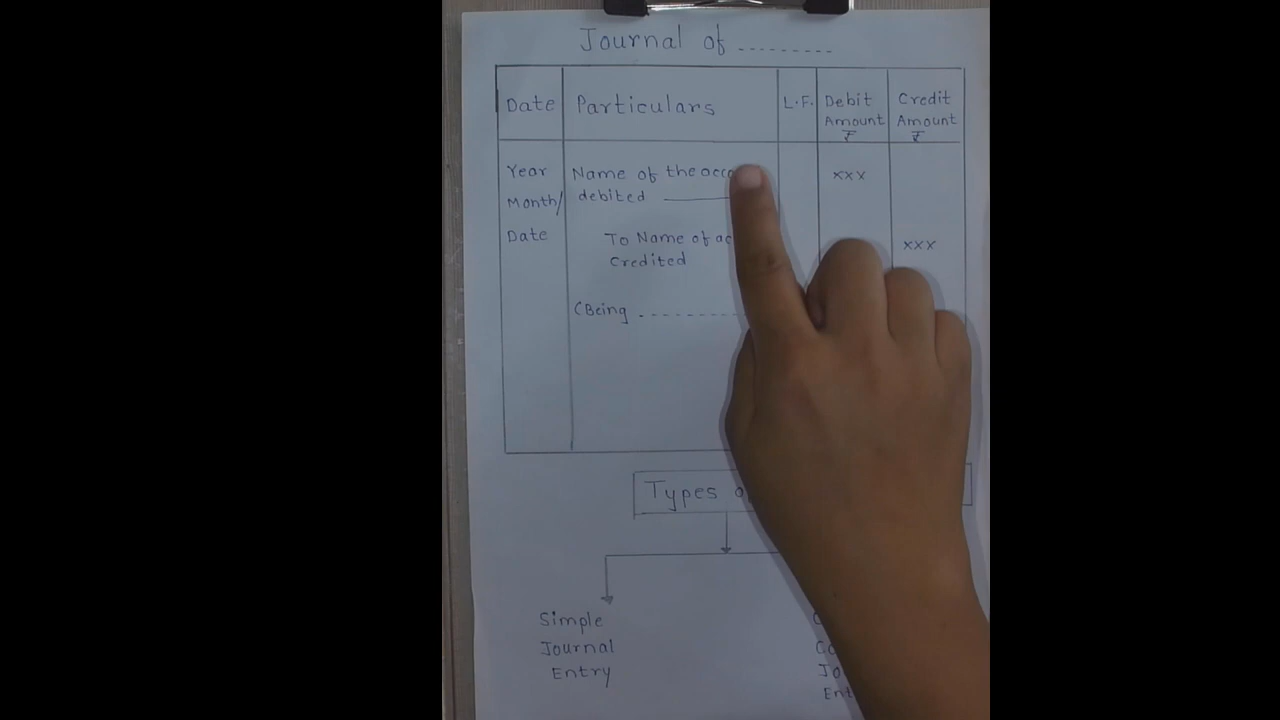 Journal of ---------
Date Particulars L.F. Debit Amount ₹ Credit Amount ₹
Year Name of the xxx
Month/ debited
Date To Name of xxx
Credited
(Being ---------
Types
Simple
Journal
Entry